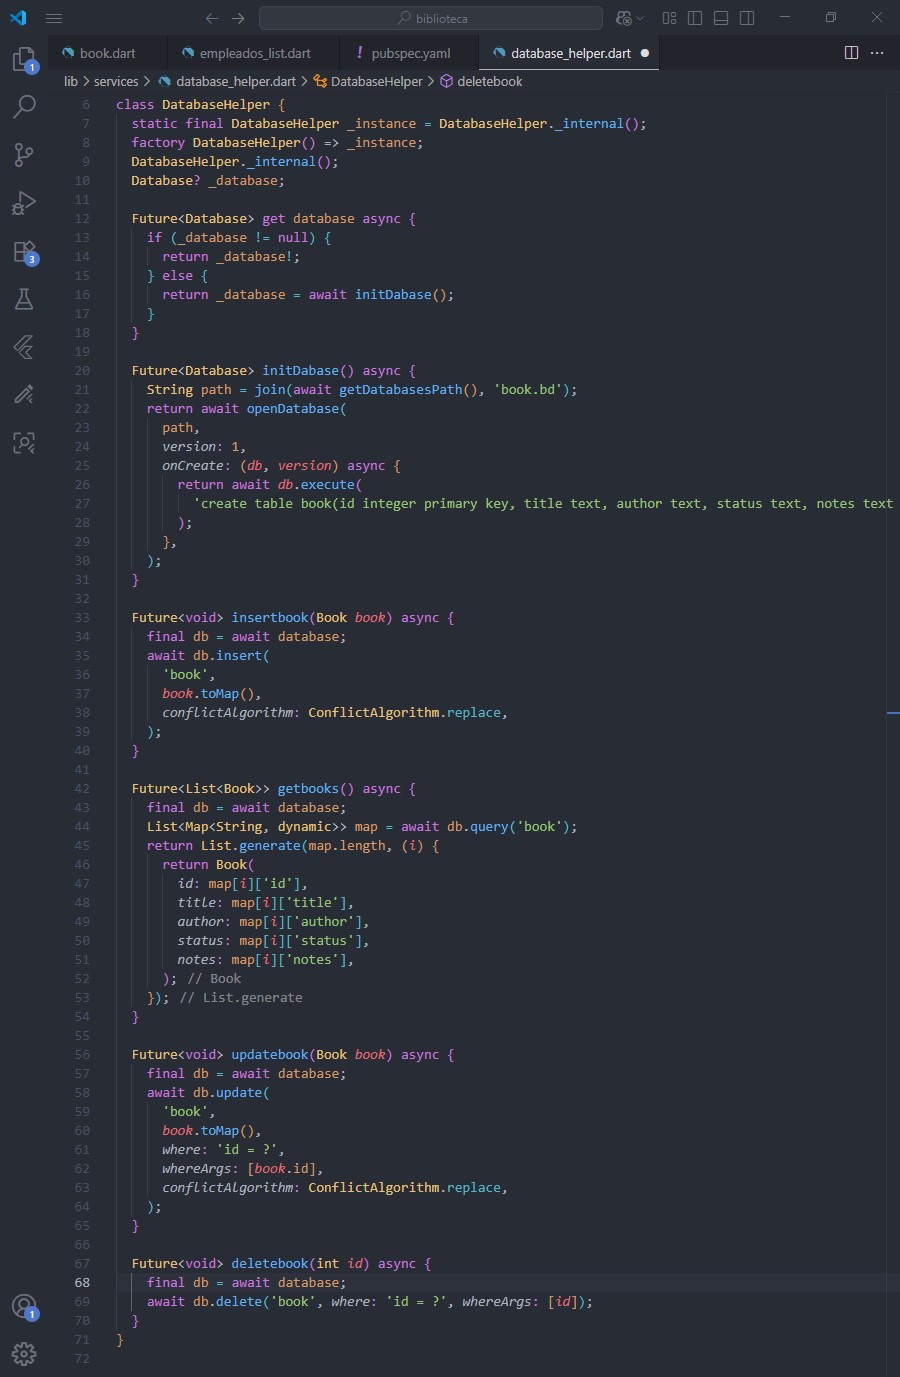 biblioteca
book.dart
empleados_list.dart
! pubspec.yaml
database_helper.dart
lib > services > database_helper.dart > DatabaseHelper > deletebook
6 class DatabaseHelper {
7 static final DatabaseHelper _instance = DatabaseHelper._internal();
8 factory DatabaseHelper() => _instance;
9 DatabaseHelper._internal();
10 Database? _database;
11
12 Future<Database> get database async {
13 if (_database != null) {
14 return _database!;
15 } else {
16 return _database = await initDabase();
17 }
18 }
19
20 Future<Database> initDabase() async {
21 String path = join(await getDatabasesPath(), 'book.bd');
22 return await openDatabase(
23 path,
24 version: 1,
25 onCreate: (db, version) async {
26 return await db.execute(
27 'create table book(id integer primary key, title text, author text, status text, notes text
28 );
29 },
30 );
31 }
32
33 Future<void> insertbook(Book book) async {
34 final db = await database;
35 await db.insert(
36 'book',
37 book.toMap(),
38 conflictAlgorithm: ConflictAlgorithm.replace,
39 );
40 }
41
42 Future<List<Book>> getbooks() async {
43 final db = await database;
44 List<Map<String, dynamic>> map = await db.query('book');
45 return List.generate(map.length, (i) {
46 return Book(
47 id: map[i]['id'],
48 title: map[i]['title'],
49 author: map[i]['author'],
50 status: map[i]['status'],
51 notes: map[i]['notes'],
52 ); // Book
53 }); // List.generate
54 }
55
56 Future<void> updatebook(Book book) async {
57 final db = await database;
58 await db.update(
59 'book',
60 book.toMap(),
61 where: 'id = ?',
62 whereArgs: [book.id],
63 conflictAlgorithm: ConflictAlgorithm.replace,
64 );
65 }
66
67 Future<void> deletebook(int id) async {
68 final db = await database;
69 await db.delete('book', where: 'id = ?', whereArgs: [id]);
70 }
71 }
72
1
3
1